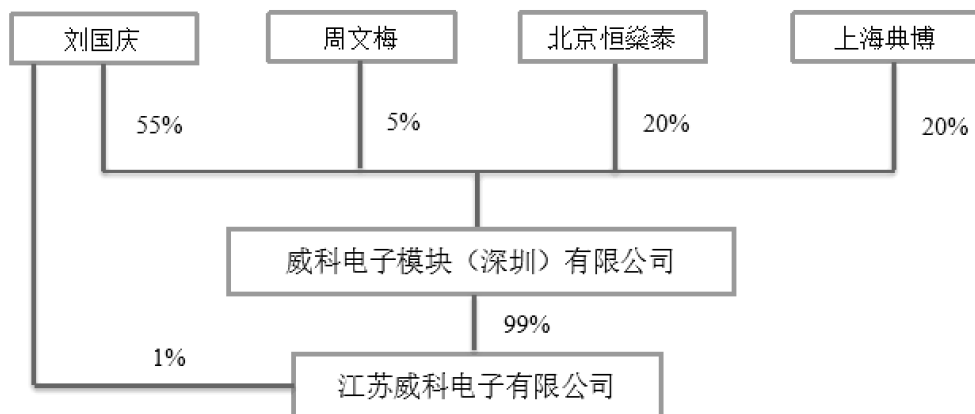 刘国庆
周文梅
北京恒燊泰
上海典博
55%
5%
20%
20%
威科电子模块（深圳）有限公司
99%
1%
江苏威科电子有限公司